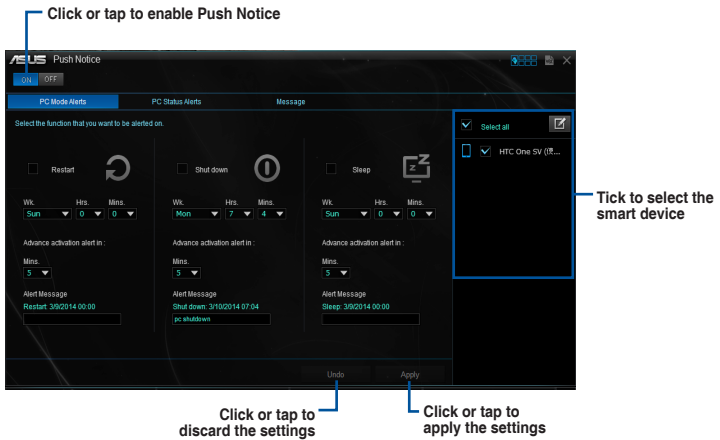 Click or tap to enable Push Notice
ASUS Push Notice
ON OFF
PC Mode Alerts PC Status Alerts Message
Select the function that you want to be alerted on.
Select all
HTC One SV
Restart Shut down Sleep
Wk. Hrs. Mins. Wk. Hrs. Mins. Wk. Hrs. Mins.
Sun 0 0 Mon 7 4 Sun 0 0
Advance activation alert in : Advance activation alert in : Advance activation alert in :
Mins. Mins. Mins.
5 5 5
Alert Message Alert Message Alert Message
Restart: 3/9/2014 00:00 Shut down: 3/10/2014 07:04 Sleep: 3/9/2014 00:00
pc shutdown
Undo Apply
Tick to select the
smart device
Click or tap to
discard the settings
Click or tap to
apply the settings